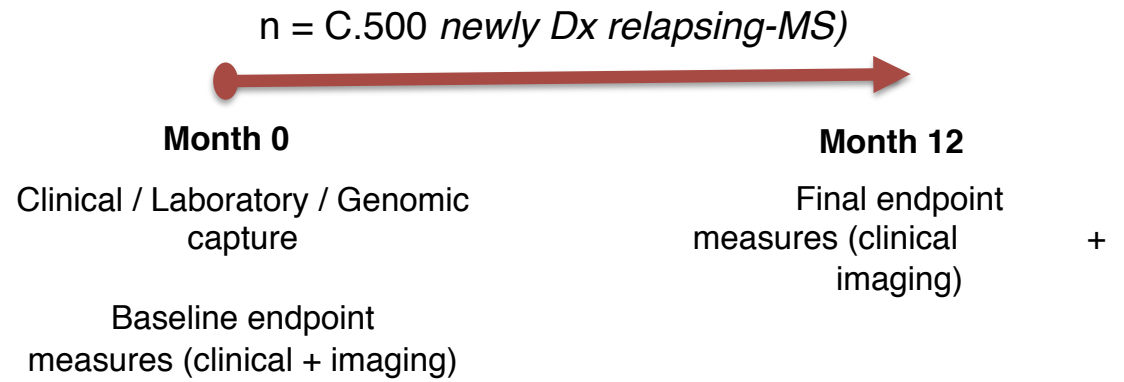 n = C.500 newly Dx relapsing-MS)
Month 0
Clinical / Laboratory / Genomic
capture
Baseline endpoint
measures (clinical + imaging)
Month 12
Final endpoint
measures (clinical +
imaging)